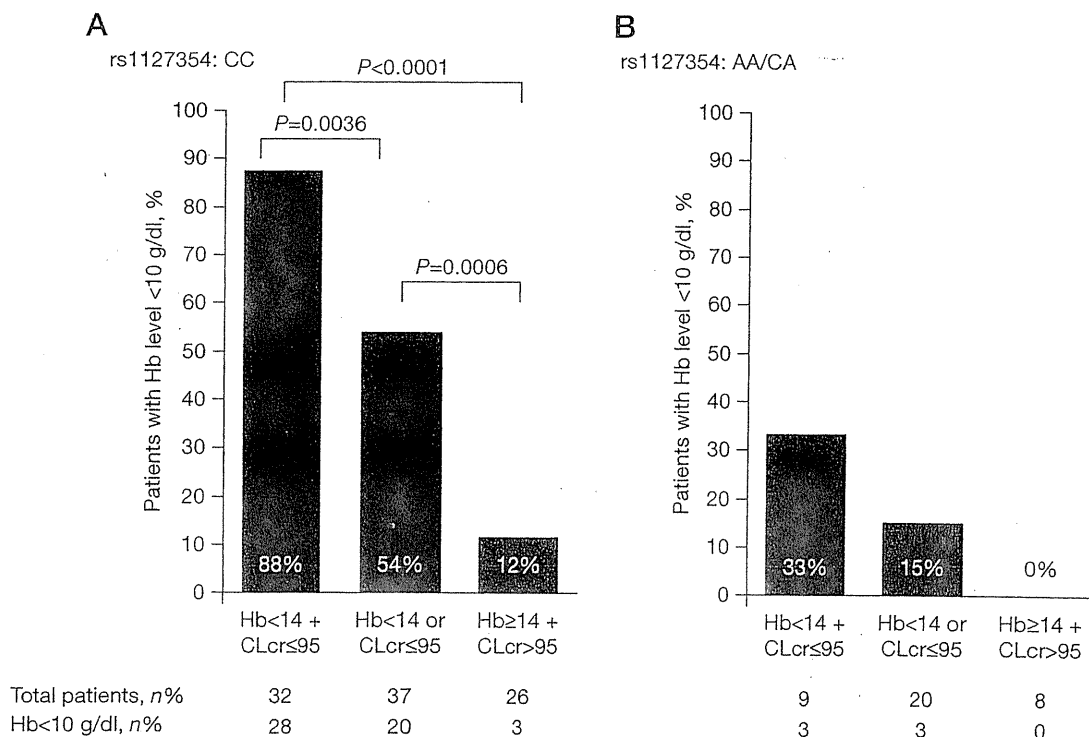 A
rs1127354: CC
P<0.0001
P=0.0036
P=0.0006
Patients with Hb level <10 g/dl, %
100
90
80
70
60
50
40
30
20
10
0
88%
54%
12%
Hb<14 +
CLcr≤95
Hb<14 or
CLcr≤95
Hb≥14 +
CLcr>95
B
rs1127354: AA/CA
Patients with Hb level <10 g/dl, %
100
90
80
70
60
50
40
30
20
10
0
33%
15%
0%
Hb<14 +
CLcr≤95
Hb<14 or
CLcr≤95
Hb≥14 +
CLcr>95
Total patients, n% 32 37 26 9 20 8
Hb<10 g/dl, n% 28 20 3 3 3 0